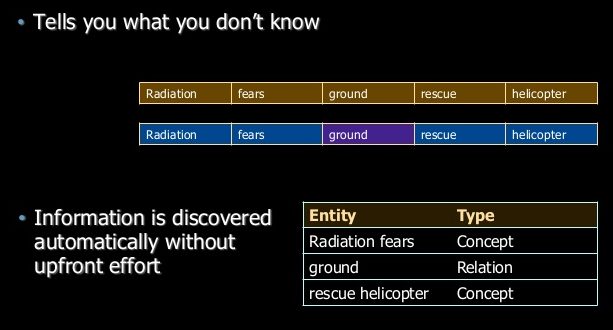 • Tells you what you don't know
Radiation fears ground rescue helicopter
Radiation fears ground rescue helicopter
• Information is discovered
automatically without
upfront effort
Entity Type
Radiation fears Concept
ground Relation
rescue helicopter Concept